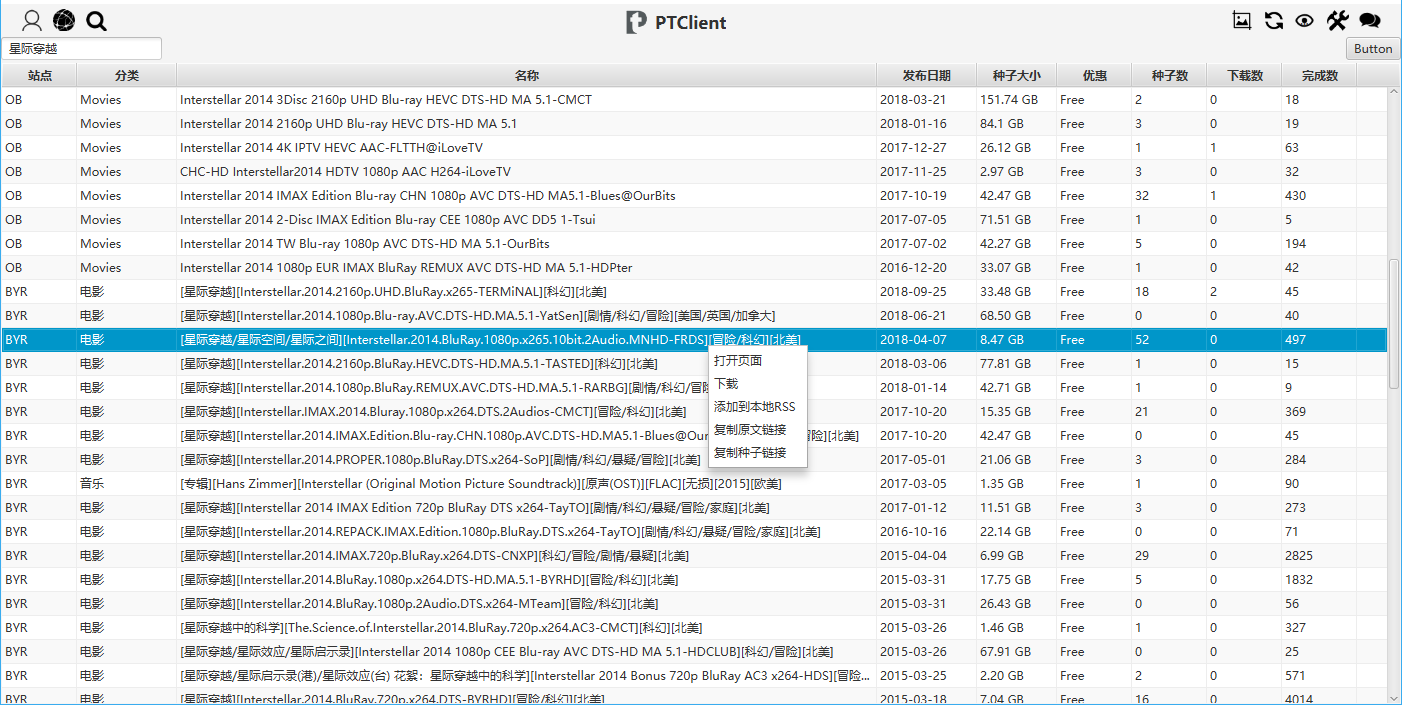 PTClient
星际穿越
Button
站点 分类 名称 发布日期 种子大小 优惠 种子数 下载数 完成数
OB Movies Interstellar 2014 3Disc 2160p UHD Blu-ray HEVC DTS-HD MA 5.1-CMCT 2018-03-21 151.74 GB Free 2 0 18
OB Movies Interstellar 2014 2160p UHD Blu-ray HEVC DTS-HD MA 5.1 2018-01-16 84.1 GB Free 3 0 19
OB Movies Interstellar 2014 4K IPTV HEVC AAC-FLTTH@iLoveTV 2017-12-27 26.12 GB Free 1 1 63
OB Movies CHC-HD Interstellar2014 HDTV 1080p AAC H264-iLoveTV 2017-11-25 2.97 GB Free 3 0 32
OB Movies Interstellar 2014 IMAX Edition Blu-ray CHN 1080p AVC DTS-HD MA5.1-Blues@OurBits 2017-10-19 42.47 GB Free 32 1 430
OB Movies Interstellar 2014 2-Disc IMAX Edition Blu-ray CEE 1080p AVC DD5 1-Tsui 2017-07-05 71.51 GB Free 1 0 5
OB Movies Interstellar 2014 TW Blu-ray 1080p AVC DTS-HD MA 5.1-OurBits 2017-07-02 42.27 GB Free 5 0 194
OB Movies Interstellar 2014 1080p EUR IMAX BluRay REMUX AVC DTS-HD MA 5.1-HDPter 2016-12-20 33.07 GB Free 1 0 42
BYR 电影 [星际穿越][Interstellar.2014.2160p.UHD.BluRay.x265-TERMiNAL][科幻][北美] 2018-09-25 33.48 GB Free 18 2 45
BYR 电影 [星际穿越][Interstellar.2014.1080p.Blu-ray.AVC.DTS-HD.MA.5.1-YatSen][剧情/科幻/冒险][美国/英国/加拿大] 2018-06-21 68.50 GB Free 0 0 40
BYR 电影 [星际穿越/星际空间/星际之间][Interstellar.2014.BluRay.1080p.x265.10bit.2Audio.MNHD-FRDS][冒险/科幻][北美] 2018-04-07 8.47 GB Free 52 0 497
BYR 电影 [星际穿越][Interstellar.2014.2160p.BluRay.HEVC.DTS-HD.MA.5.1-TASTED][科幻][北美] 2018-03-06 77.81 GB Free 1 0 15
BYR 电影 [星际穿越][Interstellar.2014.1080p.BluRay.REMUX.AVC.DTS-HD.MA.5.1-RARBG][剧情/科幻/冒 2018-01-14 42.71 GB Free 1 0 9
BYR 电影 [星际穿越][Interstellar.IMAX.2014.Bluray.1080p.x264.DTS.2Audios-CMCT][冒险/科幻][北美] 2017-10-20 15.35 GB Free 21 0 369
BYR 电影 [星际穿越][Interstellar.2014.IMAX.Edition.Blu-ray.CHN.1080p.AVC.DTS-HD.MA5.1-Blues@Our 冒险][北美] 2017-10-20 42.47 GB Free 0 0 45
BYR 电影 [星际穿越][Interstellar.2014.PROPER.1080p.BluRay.DTS.x264-SoP][剧情/科幻/悬疑/冒险][北美] 2017-05-01 21.06 GB Free 3 0 284
BYR 音乐 [专辑][Hans Zimmer][Interstellar (Original Motion Picture Soundtrack)][原声(OST)][FLAC][无损][2015][欧美] 2017-03-05 1.35 GB Free 1 0 90
BYR 电影 [星际穿越][Interstellar 2014 IMAX Edition 720p BluRay DTS x264-TayTO][剧情/科幻/悬疑/冒险/家庭][北美] 2017-01-12 11.51 GB Free 3 0 273
BYR 电影 [星际穿越][Interstellar.2014.REPACK.IMAX.Edition.1080p.BluRay.DTS.x264-TayTO][剧情/科幻/悬疑/冒险/家庭][北美] 2016-10-16 22.14 GB Free 0 0 71
BYR 电影 [星际穿越][Interstellar.2014.IMAX.720p.BluRay.x264.DTS-CNXP][科幻/冒险/剧情/悬疑][北美] 2015-04-04 6.99 GB Free 29 0 2825
BYR 电影 [星际穿越][Interstellar.2014.BluRay.1080p.x264.DTS-HD.MA.5.1-BYRHD][冒险/科幻][北美] 2015-03-31 17.75 GB Free 5 0 1832
BYR 电影 [星际穿越][Interstellar.2014.BluRay.1080p.2Audio.DTS.x264-MTeam][冒险/科幻][北美] 2015-03-31 26.43 GB Free 0 0 56
BYR 电影 [星际穿越中的科学][The.Science.of.Interstellar.2014.BluRay.720p.x264.AC3-CMCT][科幻][北美] 2015-03-26 1.46 GB Free 1 0 327
BYR 电影 [星际穿越/星际效应/星际启示录][Interstellar 2014 1080p CEE Blu-ray AVC DTS-HD MA 5.1-HDCLUB][科幻/冒险][北美] 2015-03-26 67.91 GB Free 0 0 25
BYR 电影 [星际穿越/星际启示录(港)/星际效应(台) 花絮：星际穿越中的科学][Interstellar 2014 Bonus 720p BluRay AC3 x264-HDS][冒险... 2015-03-25 2.20 GB Free 2 0 571
BYR 电影 [星际穿越][Interstellar.2014.BluRay.720p.x264.DTS-BYRHD][冒险/科幻][北美] 2015-03-18 7.04 GB Free 16 0 4014
打开页面
下载
添加到本地RSS
复制原文链接
复制种子链接